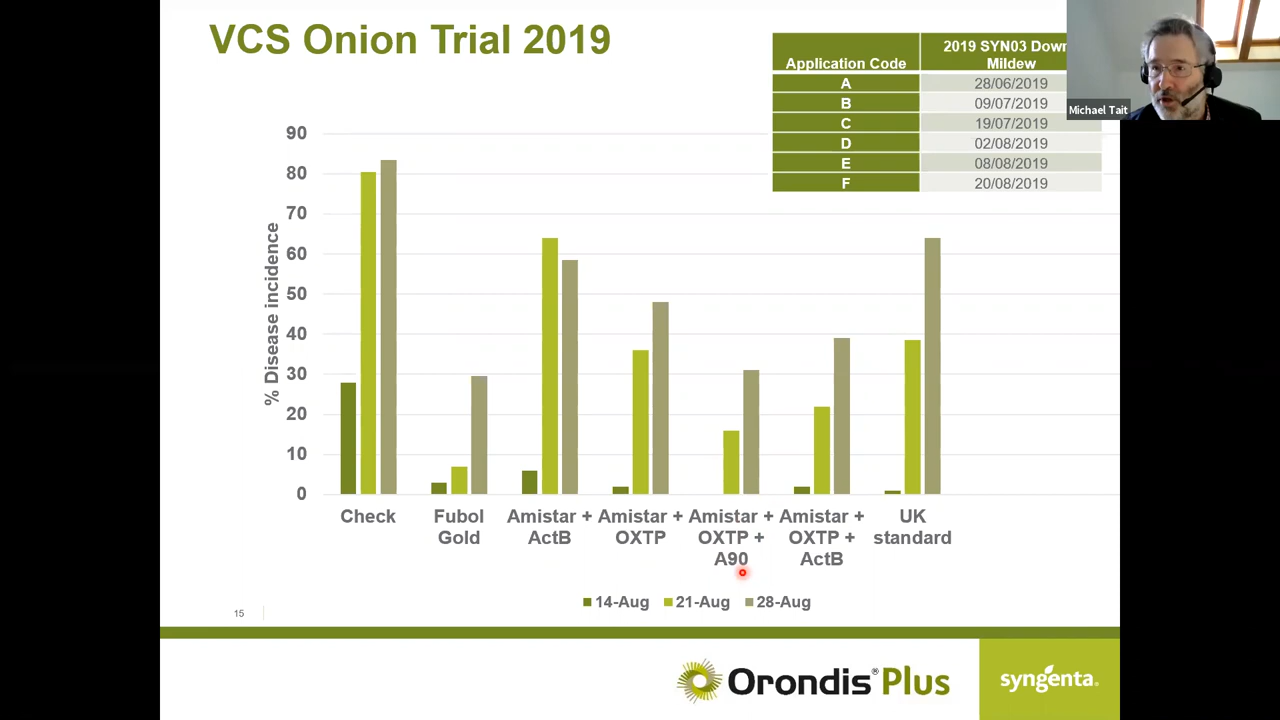 VCS Onion Trial 2019
Application Code
2019 SYN03 Down
Mildew
A 28/06/2019
B 09/07/2019
C 19/07/2019
D 02/08/2019
E 08/08/2019
F 20/08/2019
Michael Tait
% Disease incidence
90
80
70
60
50
40
30
20
10
0
Check
Fubol
Gold
Amistar +
ActB
Amistar +
OXTP
Amistar +
OXTP +
A90
Amistar +
OXTP +
ActB
UK
standard
14-Aug 21-Aug 28-Aug
15
Orondis® Plus
syngenta®